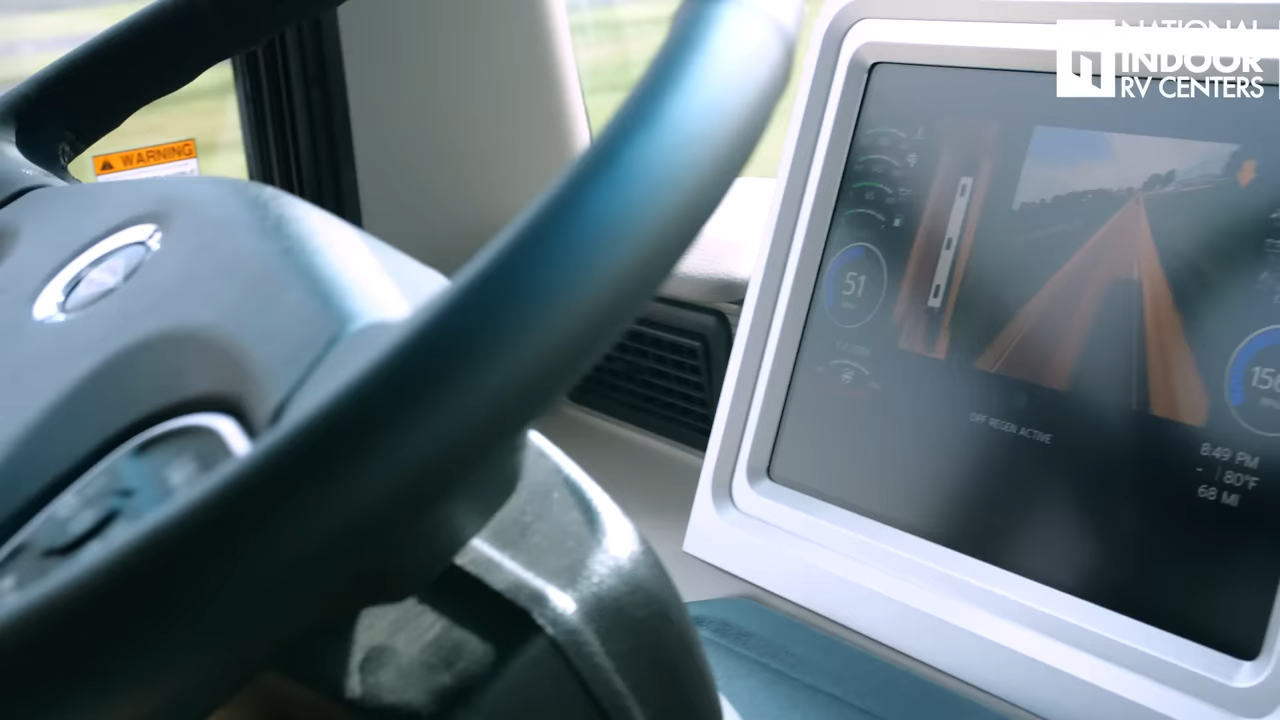 NATIONAL
INDOOR
RV CENTERS
WARNING
51
DPF REGEN ACTIVE
8:49 PM
80°F
68 MI